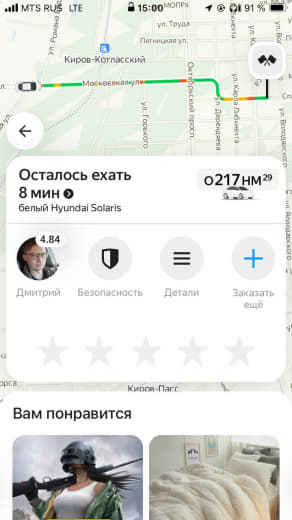 MTS RUS LTE 15:00 91 %
МОПРа
ул. Труда
Пятницкая ул.
ул. Романа
Киров-Котласский
Московская ул.
Октябрьский просп.
ул. Горького
ул. Дерендяева
ул. Карла Либкнехта
ул. Володарского
Осталось ехать
8 мин
белый Hyundai Solaris
О217НМ 29
4.84
Дмитрий
Безопасность
Детали
Заказать
ещё
Киров-Пасс.
Вам понравится